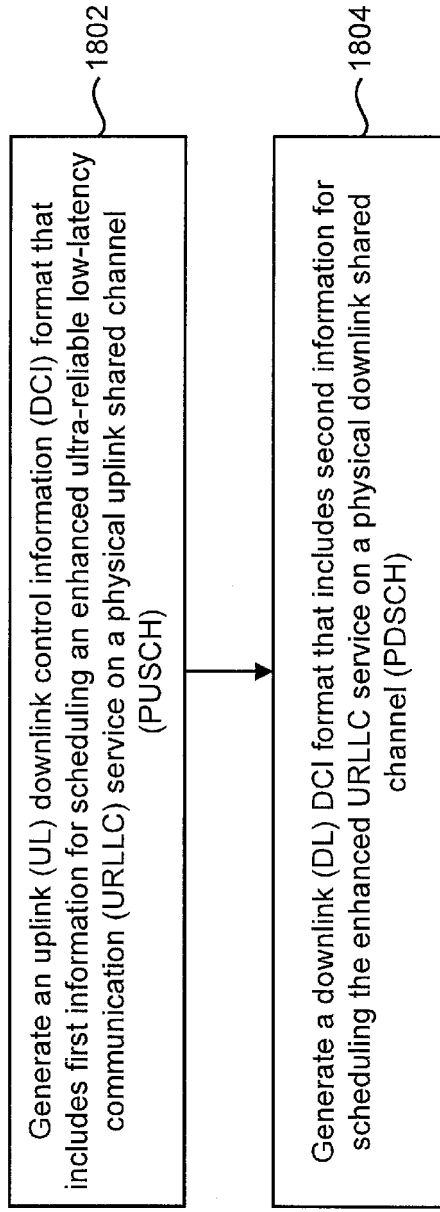 Generate an uplink (UL) downlink control information (DCI) format that
includes first information for scheduling an enhanced ultra-reliable low-latency
communication (URLLC) service on a physical uplink shared channel
(PUSCH)
1802
Generate a downlink (DL) DCI format that includes second information for
scheduling the enhanced URLLC service on a physical downlink shared
channel (PDSCH)
1804